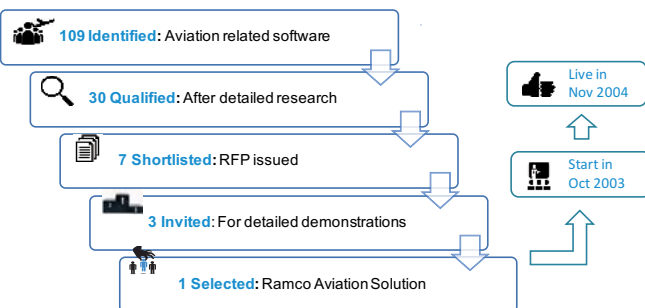 109 Identified: Aviation related software
30 Qualified: After detailed research
7 Shortlisted: RFP issued
3 Invited: For detailed demonstrations
1 Selected: Ramco Aviation Solution
Live in
Nov 2004
Start in
Oct 2003